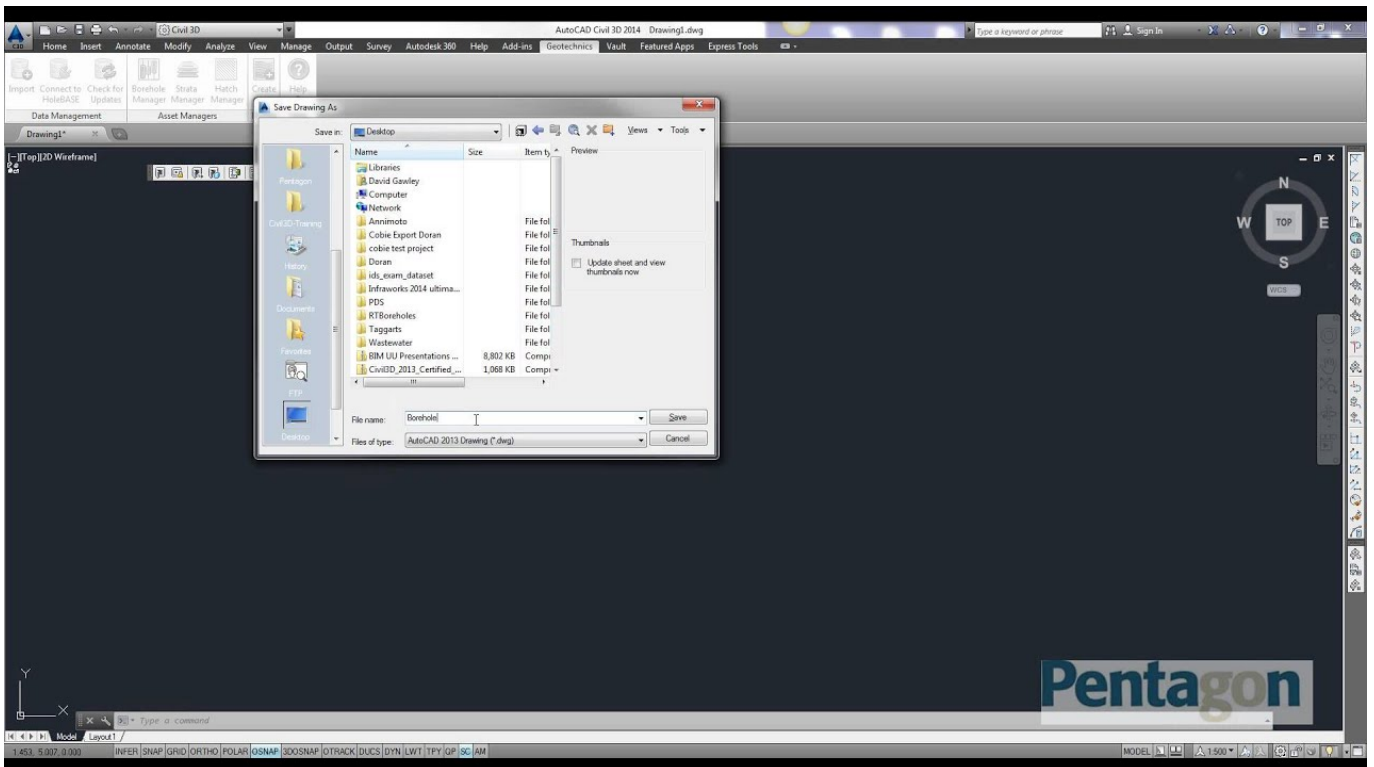 Civil 3D
AutoCAD Civil 3D 2014 Drawing1.dwg
Type a keyword or phrase
Sign In
C3D
Home Insert Annotate Modify Analyze View Manage Output Survey Autodesk 360 Help Add-ins Geotechnics Vault Featured Apps Express Tools
Import Connect to Check for Borehole Strata Hatch Create Help
HoleBASE Updates Manager Manager Manager
Data Management Asset Managers
Drawing1*
[−][Top][2D Wireframe]
Save Drawing As
Save in: Desktop Views Tools
Name Size Item ty
Libraries
David Gawley
Computer
Network
Annimoto File fol
Cobie Export Doran File fol
cobie test project File fol
Doran File fol
ids_exam_dataset File fol
Infraworks 2014 ultima... File fol
PDS File fol
RTBoreholes File fol
Taggarts File fol
Wastewater File fol
BIM UU Presentations ... 8,802 KB Compr
Civil3D_2013_Certified_... 1,068 KB Compr
Pentagon
Civil3D-Training
History
Documents
Favorites
FTP
Desktop
Preview
Thumbnails
Update sheet and view
thumbnails now
File name: Borehole Save
Files of type: AutoCAD 2013 Drawing (*.dwg) Cancel
N
W TOP E
S
WCS
Y
X
Type a command
Pentagon
Model Layout1
1.453, 5.007, 0.000 INFER SNAP GRID ORTHO POLAR OSNAP 3DOSNAP OTRACK DUCS DYN LWT TPY QP SC AM MODEL 1:500